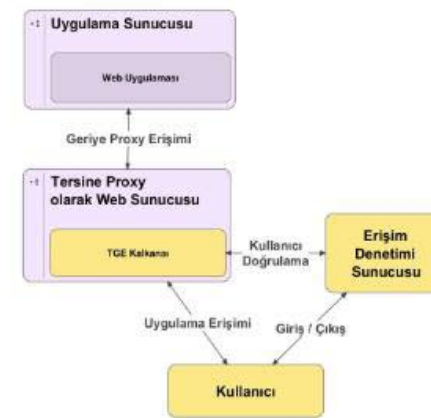 Uygulama Sunucusu
Web Uygulaması
Geriye Proxy Erişimi
Tersine Proxy
olarak Web Sunucusu
TGE Kalkanı
Kullanıcı
Doğrulama
Erişim
Denetimi
Sunucusu
Uygulama Erişimi
Giriş / Çıkış
Kullanıcı